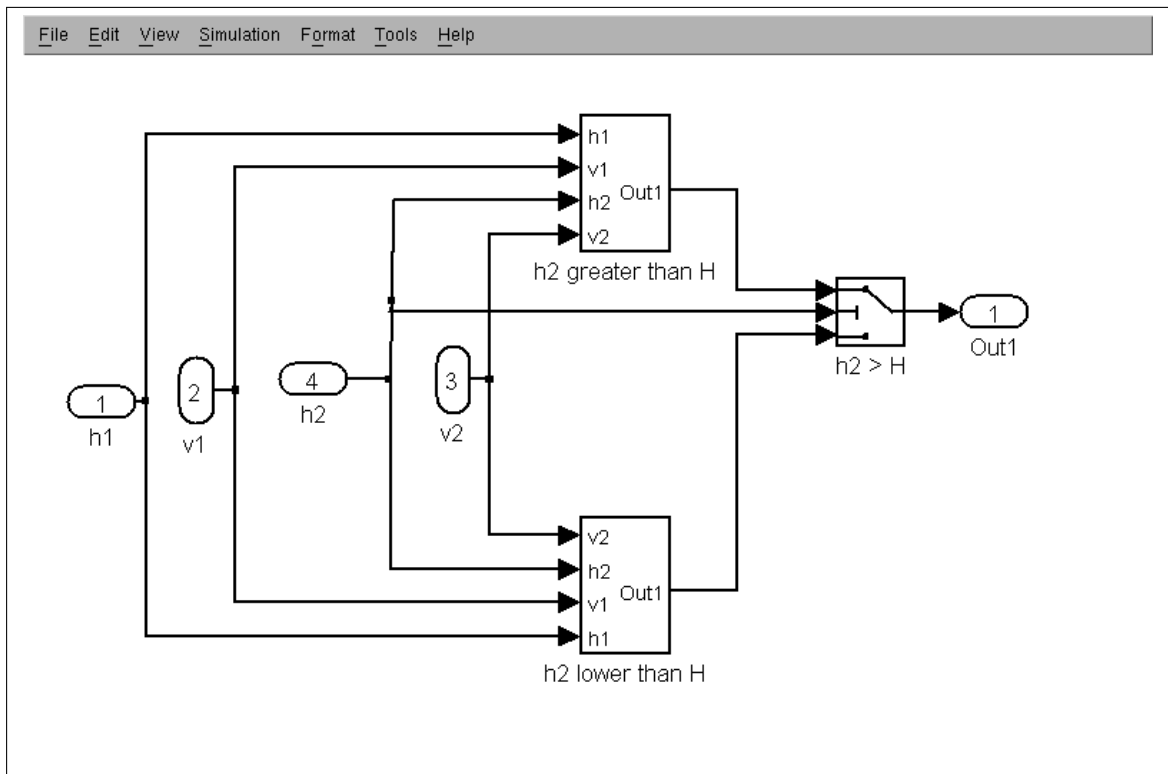 File Edit View Simulation Format Tools Help
h1
v1
h2
v2
Out1
h2 greater than H
1
h1
2
v1
4
h2
3
v2
h2 > H
1
Out1
v2
h2
v1
h1
Out1
h2 lower than H